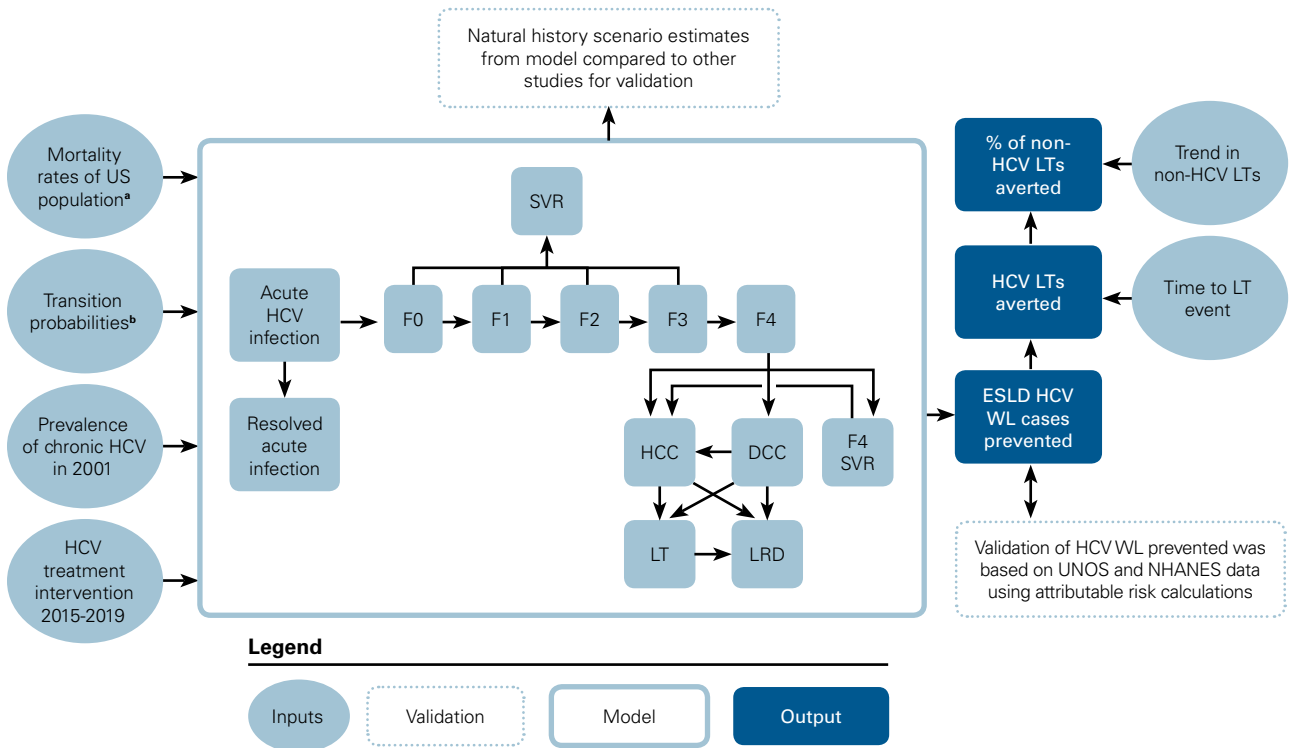 Natural history scenario estimates
from model compared to other
studies for validation
Mortality
rates of US
populationᵃ
Transition
probabilitiesᵇ
Prevalence
of chronic HCV
in 2001
HCV
treatment
intervention
2015-2019
SVR
Acute
HCV
infection
F0
F1
F2
F3
F4
Resolved
acute
infection
HCC
DCC
F4
SVR
LT
LRD
% of non-
HCV LTs
averted
Trend in
non-HCV LTs
HCV LTs
averted
Time to LT
event
ESLD HCV
WL cases
prevented
Validation of HCV WL prevented was
based on UNOS and NHANES data
using attributable risk calculations
Legend
Inputs
Validation
Model
Output